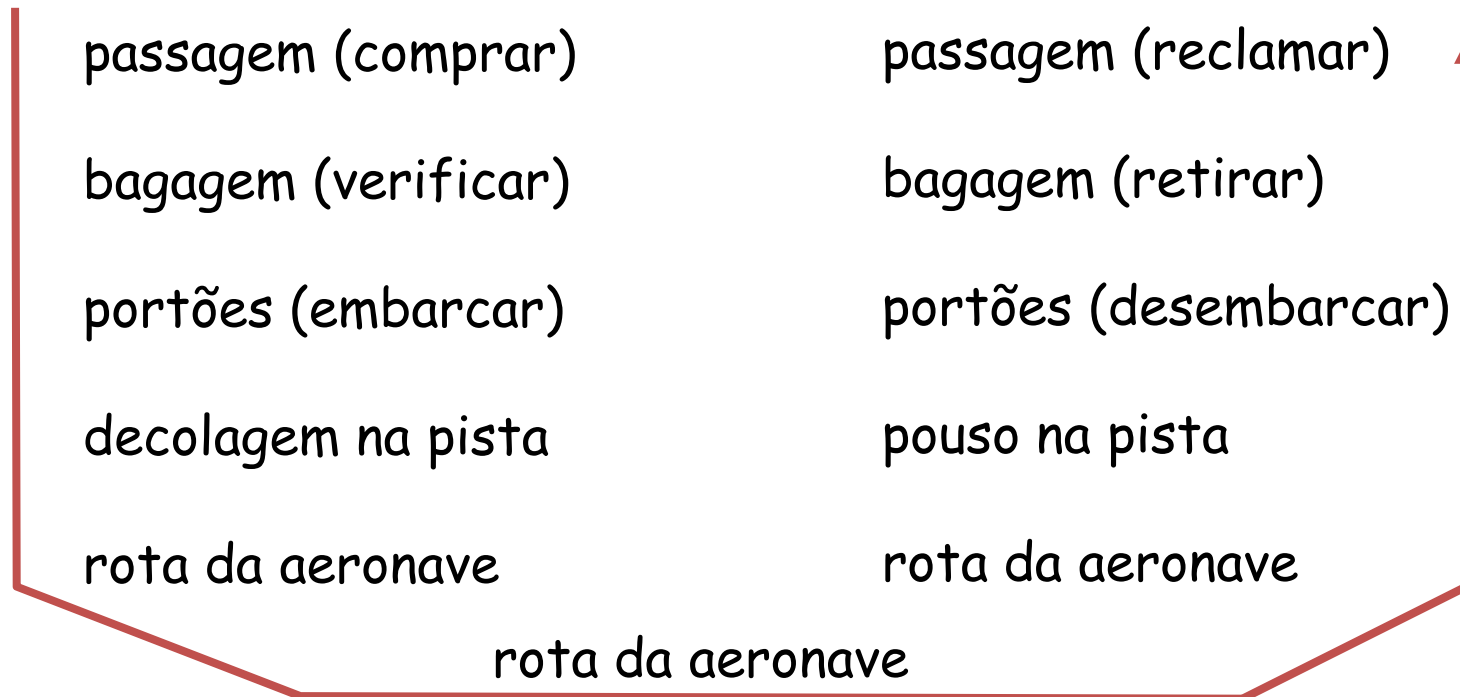 passagem (comprar)
bagagem (verificar)
portões (embarcar)
decolagem na pista
rota da aeronave
passagem (reclamar)
bagagem (retirar)
portões (desembarcar)
pouso na pista
rota da aeronave
rota da aeronave